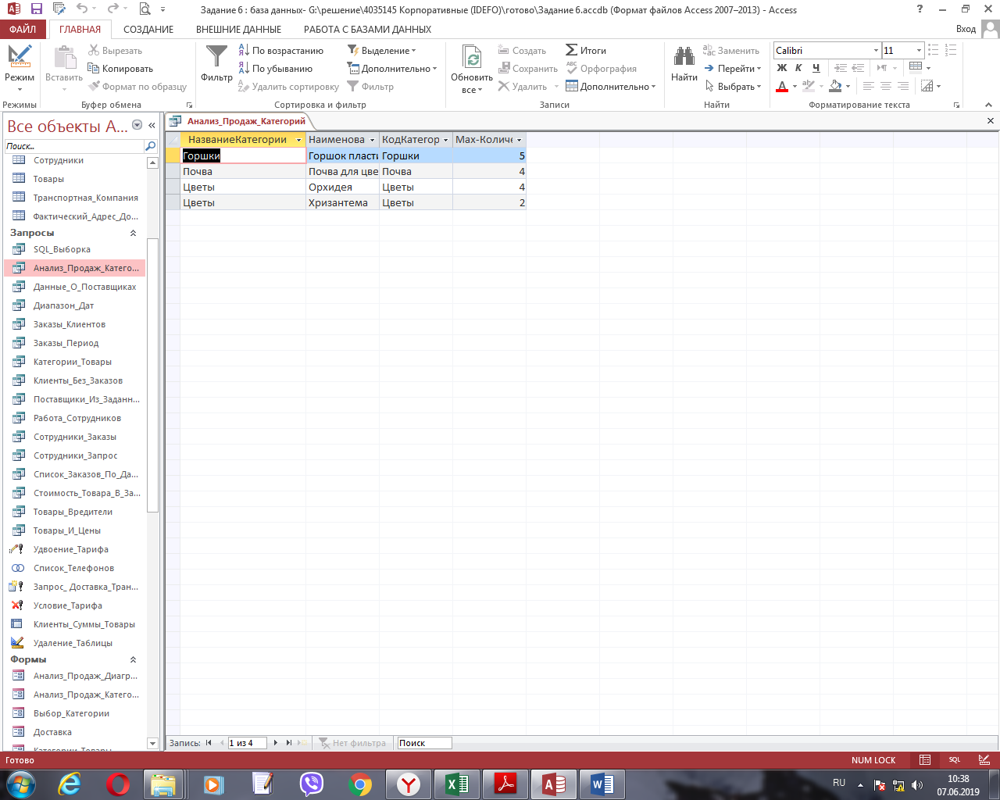 Задание 6 : база данных- G:\решение\4035145 Корпоративные (IDEFO)\готово\Задание 6.accdb (Формат файлов Access 2007–2013) - Access
ФАЙЛ ГЛАВНАЯ СОЗДАНИЕ ВНЕШНИЕ ДАННЫЕ РАБОТА С БАЗАМИ ДАННЫХ Вход
Режим
Вставить
Вырезать
Копировать
Формат по образцу
Фильтр
По возрастанию
По убыванию
Удалить сортировку
Выделение
Дополнительно
Фильтр
Обновить все
Создать
Сохранить
Удалить
Итоги
Орфография
Дополнительно
Найти
Заменить
Перейти
Выбрать
Calibri 11
Ж К Ч
Режимы Буфер обмена Сортировка и фильтр Записи Найти Форматирование текста
Все объекты A... «
Поиск...
Сотрудники
Товары
Транспортная_Компания
Фактический_Адрес_До...
Запросы
SQL_Выборка
Анализ_Продаж_Катего...
Данные_О_Поставщиках
Диапазон_Дат
Заказы_Клиентов
Заказы_Период
Категории_Товары
Клиенты_Без_Заказов
Поставщики_Из_Заданн...
Работа_Сотрудников
Сотрудники_Заказы
Сотрудники_Запрос
Список_Заказов_По_Да...
Стоимость_Товара_В_За...
Товары_Вредители
Товары_И_Цены
Удвоение_Тарифа
Список_Телефонов
Запрос_ Доставка_Тран...
Условие_Тарифа
Клиенты_Суммы_Товары
Удаление_Таблицы
Формы
Анализ_Продаж_Диагр...
Анализ_Продаж_Катего...
Выбор_Категории
Доставка
Категории_Товары
Анализ_Продаж_Категорий
НазваниеКатегории Наименова КодКатегор Max-Количе
Горшки Горшок пласти Горшки 5
Почва Почва для цве Почва 4
Цветы Орхидея Цветы 4
Цветы Хризантема Цветы 2
Запись: 1 из 4 Нет фильтра Поиск
Готово NUM LOCK SQL
RU 10:38
07.06.2019